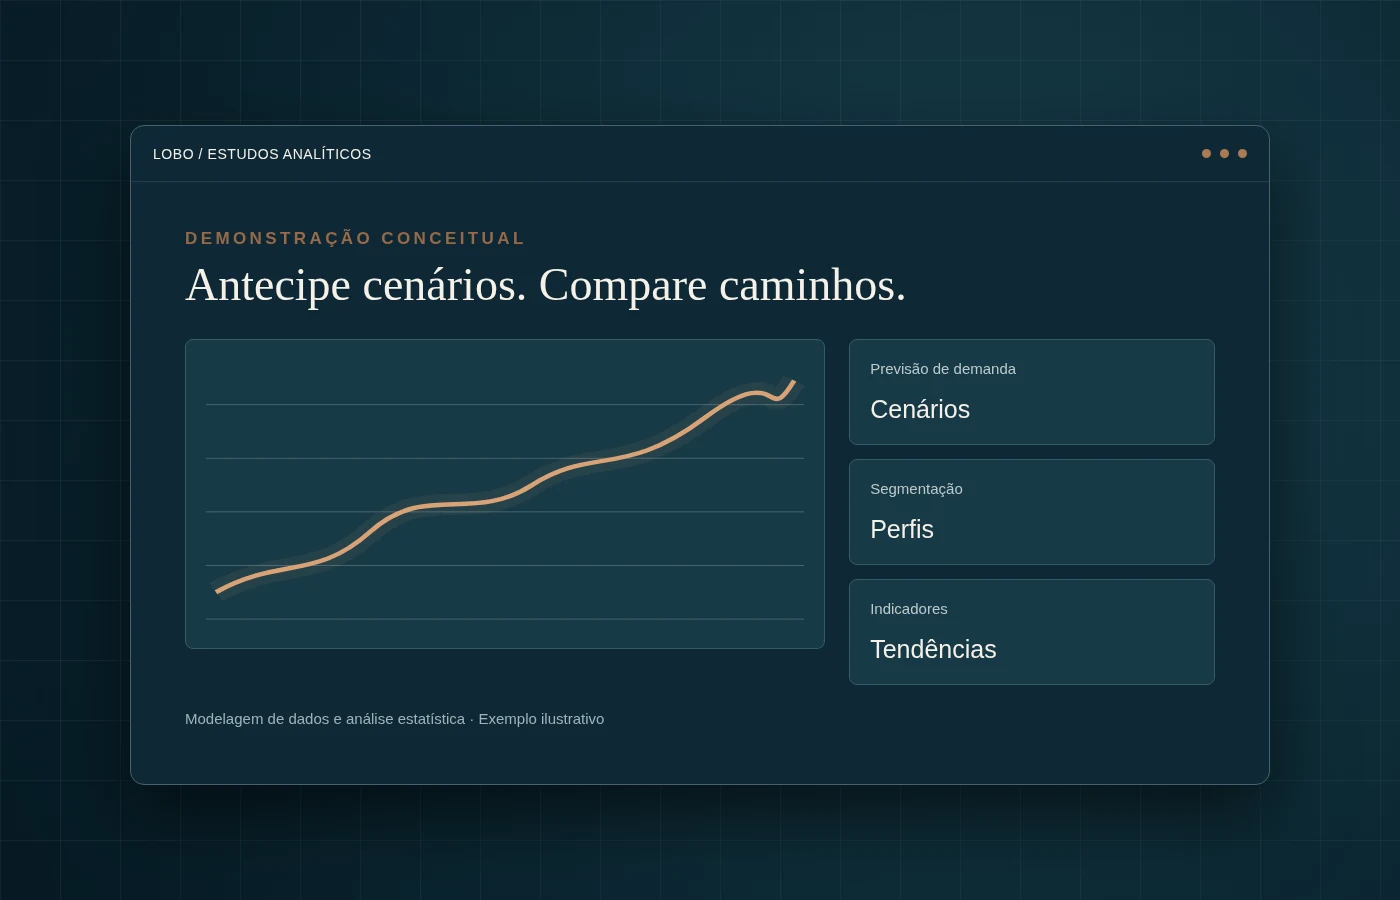 LOBO / ESTUDOS ANALÍTICOS
DEMONSTRAÇÃO CONCEITUAL
Antecipe cenários. Compare caminhos.
Previsão de demanda
Cenários
Segmentação
Perfis
Indicadores
Tendências
Modelagem de dados e análise estatística · Exemplo ilustrativo